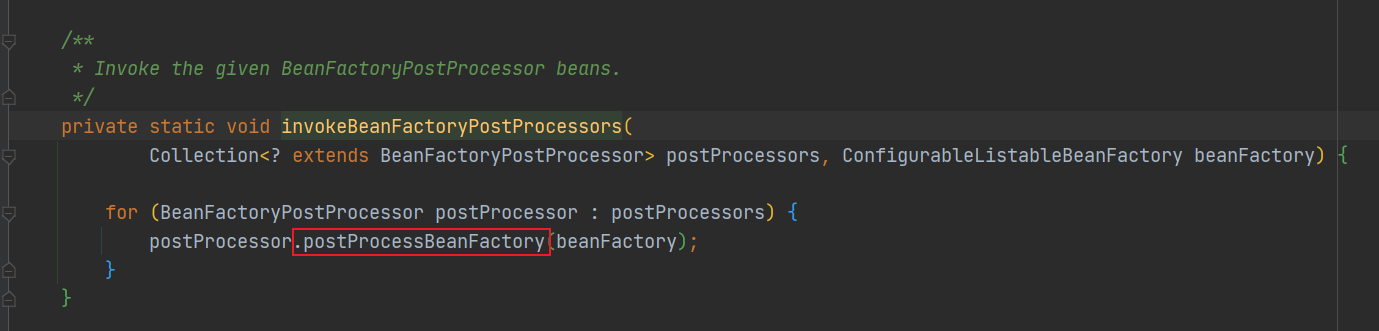 /**
* Invoke the given BeanFactoryPostProcessor beans.
*/
private static void invokeBeanFactoryPostProcessors(
Collection<? extends BeanFactoryPostProcessor> postProcessors, ConfigurableListableBeanFactory beanFactory) {
for (BeanFactoryPostProcessor postProcessor : postProcessors) {
postProcessor.postProcessBeanFactory(beanFactory);
}
}